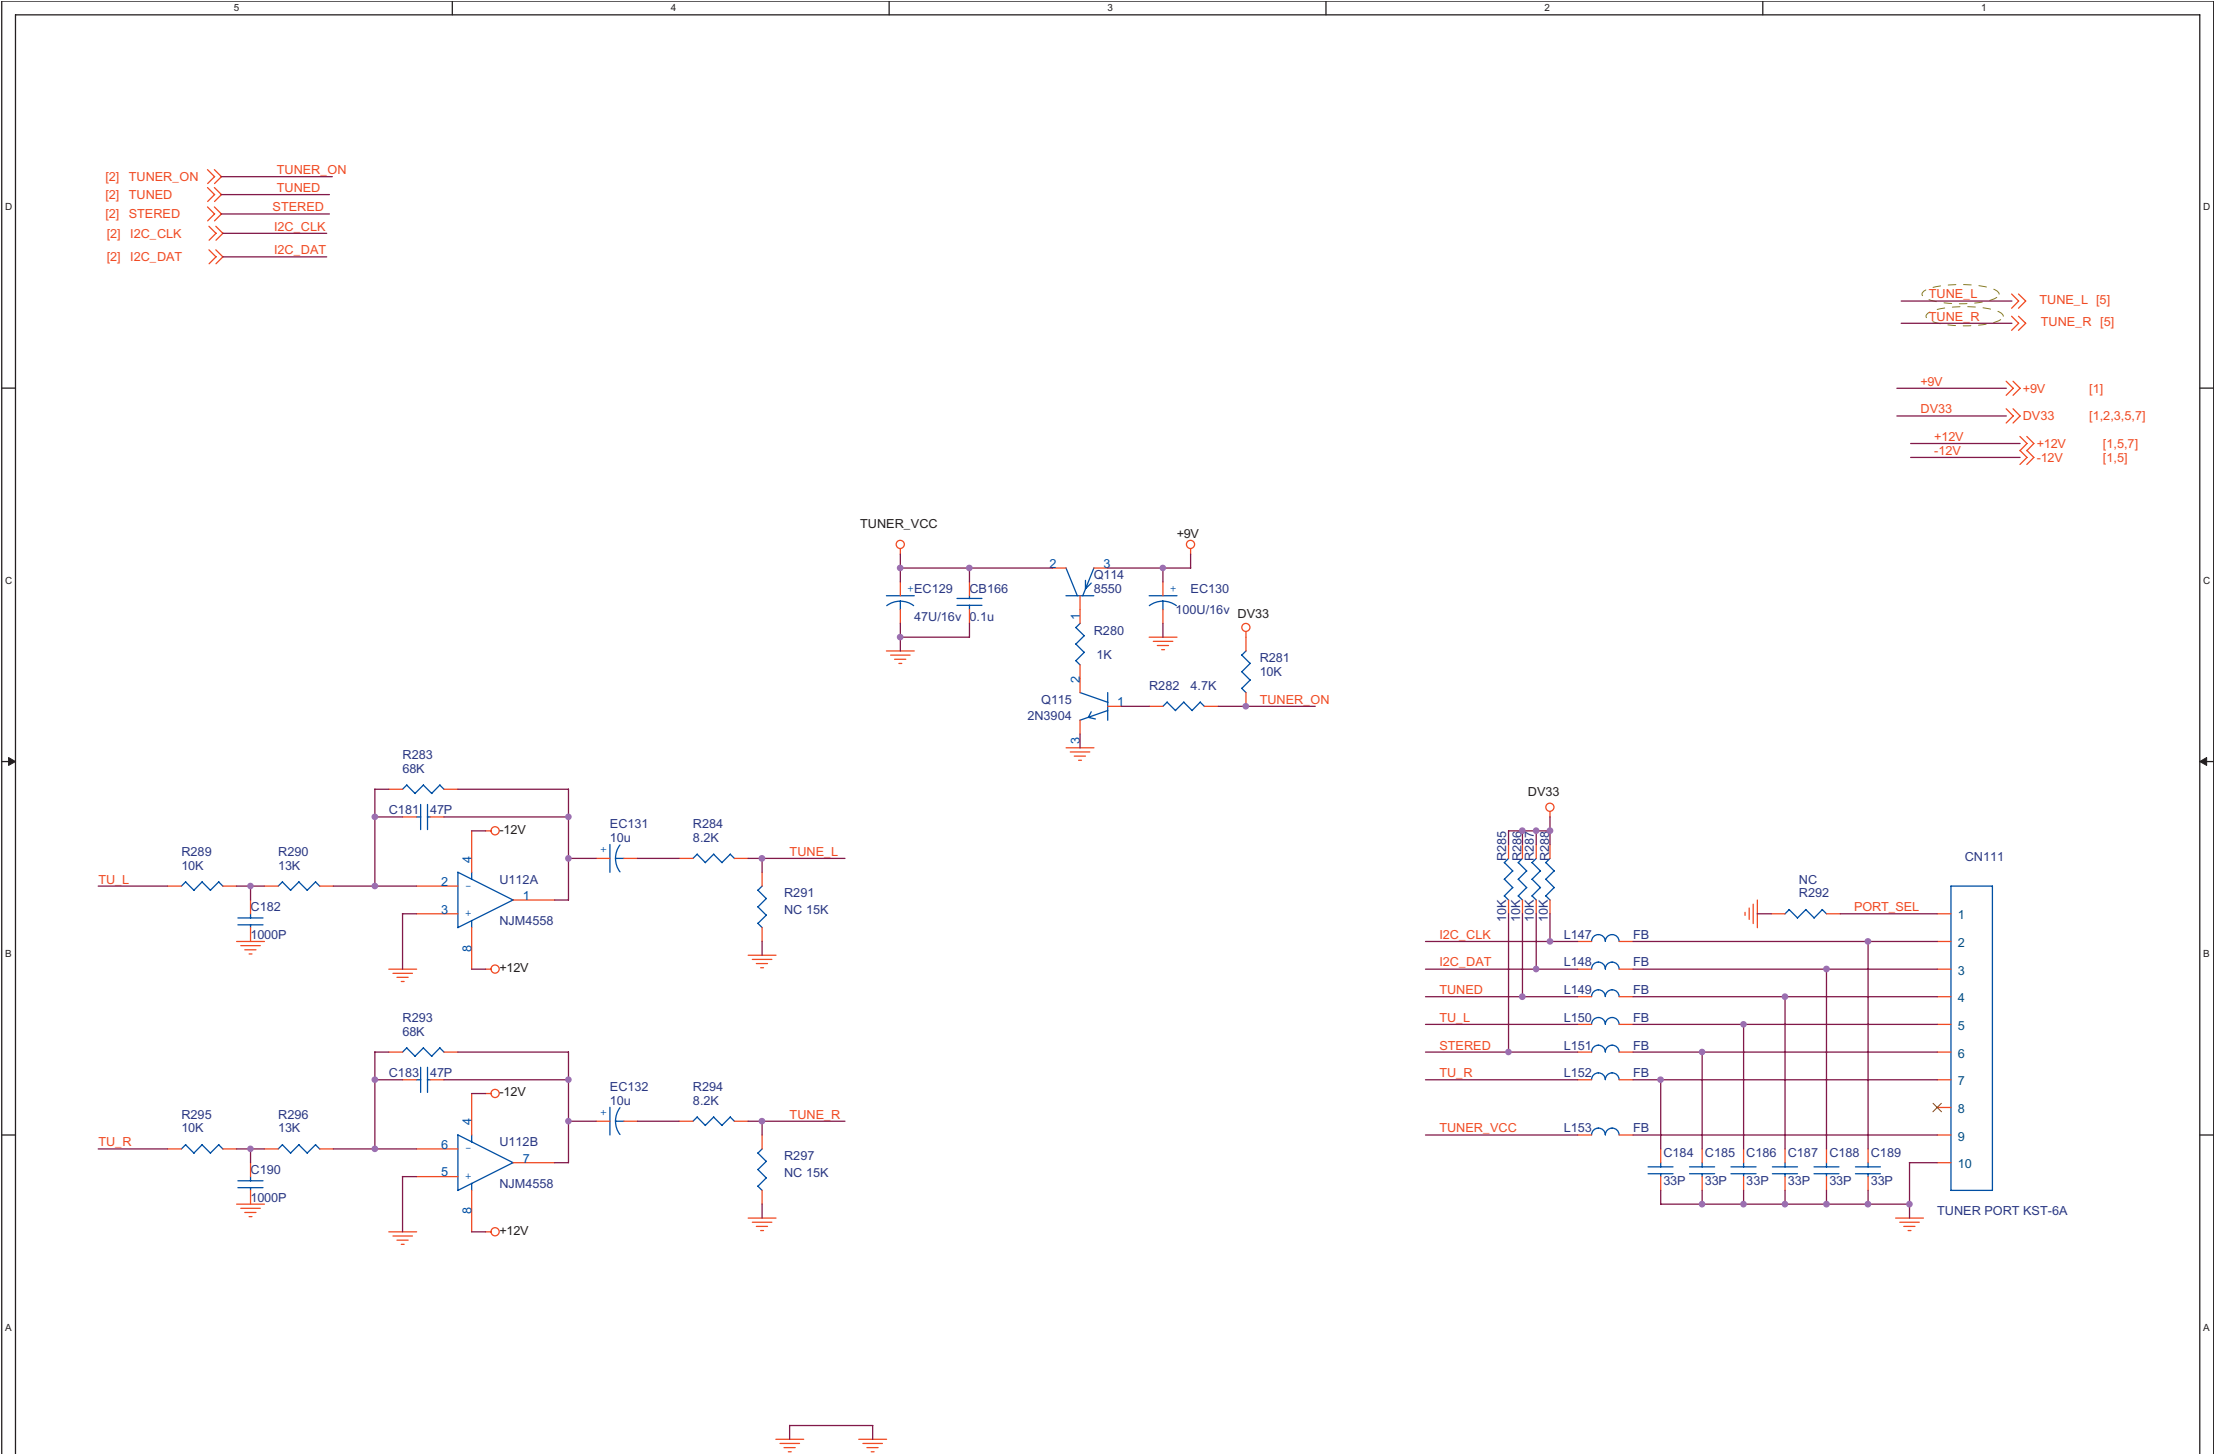 5 4 3 2 1
D D
C C
B B
A A
[2] TUNER_ON TUNER_ON
[2] TUNED TUNED
[2] STERED STERED
[2] I2C_CLK I2C_CLK
[2] I2C_DAT I2C_DAT
TUNE_L TUNE_L [5]
TUNE_R TUNE_R [5]
+9V +9V [1]
DV33 DV33 [1,2,3,5,7]
+12V +12V [1,5,7]
-12V -12V [1,5]
TUNER_VCC
+9V
2 3
Q114
8550
+EC129
47U/16v
CB166
0.1u
+ EC130
100U/16v
DV33
1
R280
1K
R281
10K
2
Q115
2N3904
1
R282 4.7K
TUNER_ON
3
R283
68K
C181 47P
-12V
4
R289
10K
R290
13K
TU_L
C182
1000P
2 -
3 +
U112A
1
NJM4558
8
+12V
EC131
10u
+
R284
8.2K
TUNE_L
R291
NC 15K
R293
68K
C183 47P
-12V
4
R295
10K
R296
13K
TU_R
C190
1000P
6 -
5 +
U112B
7
NJM4558
8
+12V
EC132
10u
+
R294
8.2K
TUNE_R
R297
NC 15K
DV33
R285 R286 R287 R288
10K 10K 10K 10K
CN111
NC
R292
PORT_SEL 1
I2C_CLK L147 FB 2
I2C_DAT L148 FB 3
TUNED L149 FB 4
TU_L L150 FB 5
STERED L151 FB 6
TU_R L152 FB 7
8
TUNER_VCC L153 FB 9
10
C184 C185 C186 C187 C188 C189
33P 33P 33P 33P 33P 33P
TUNER PORT KST-6A